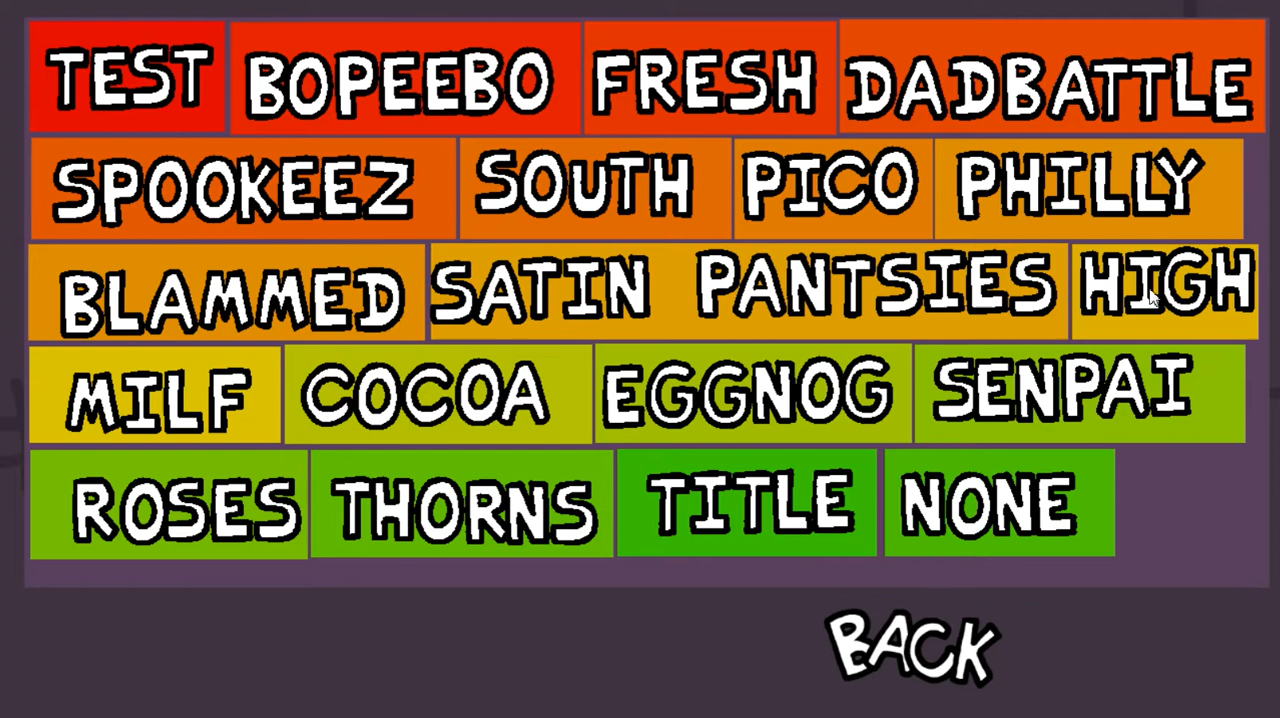 TEST BOPEEBO FRESH DADBATTLE
SPOOKEEZ SOUTH PICO PHILLY
BLAMMED SATIN PANTSIES HIGH
MILF COCOA EGGNOG SENPAI
ROSES THORNS TITLE NONE
BACK